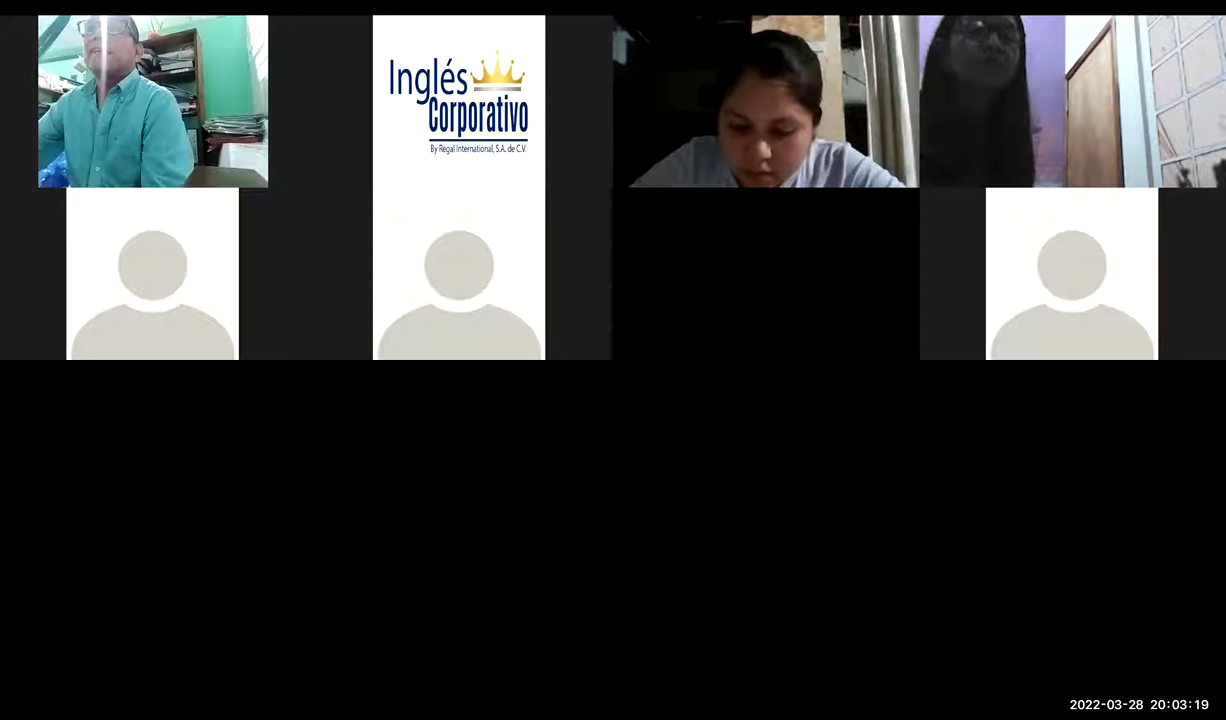 Inglés
Corporativo
By Regal International, S.A. de C.V.
2022-03-28 20:03:19